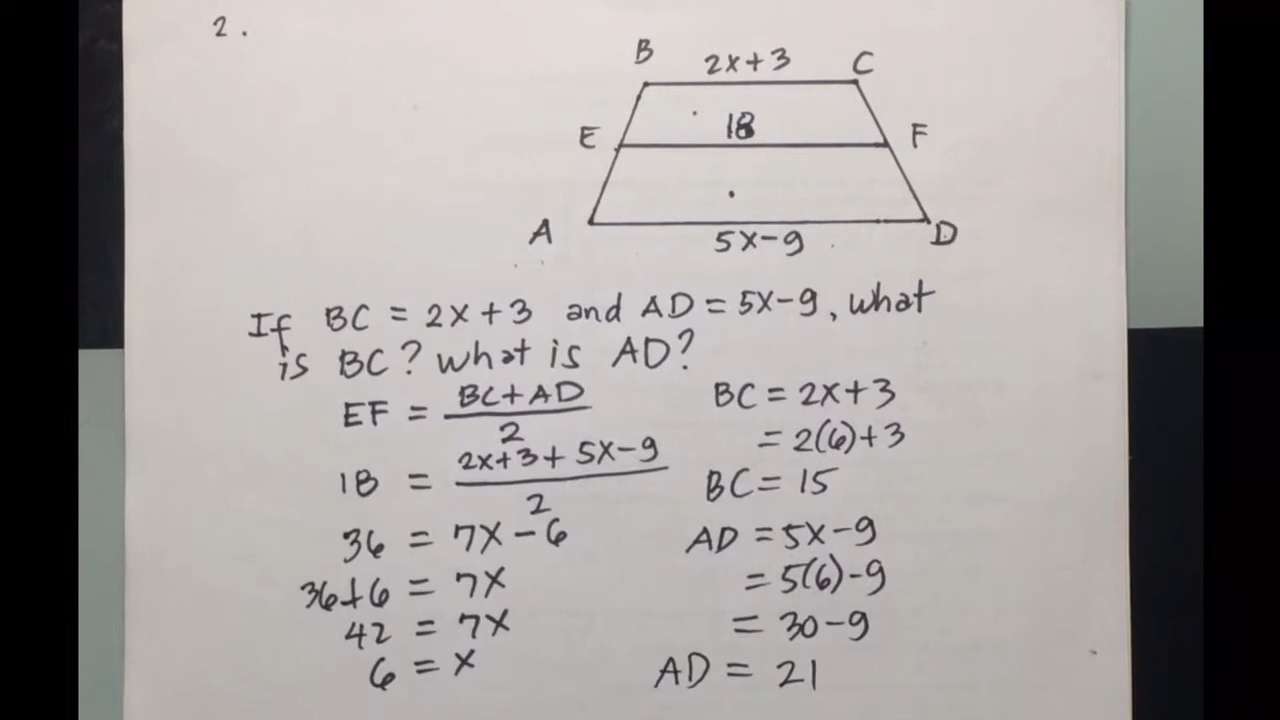 2.
B 2x+3 C
E 18 F
A 5x-9 D
If BC = 2x+3 and AD = 5x-9, what
is BC? what is AD?
EF = BC+AD / 2
18 = 2x+3+5x-9 / 2
36 = 7x-6
36+6 = 7x
42 = 7x
6 = x
BC = 2x+3
= 2(6)+3
BC = 15
AD = 5x-9
= 5(6)-9
= 30-9
AD = 21